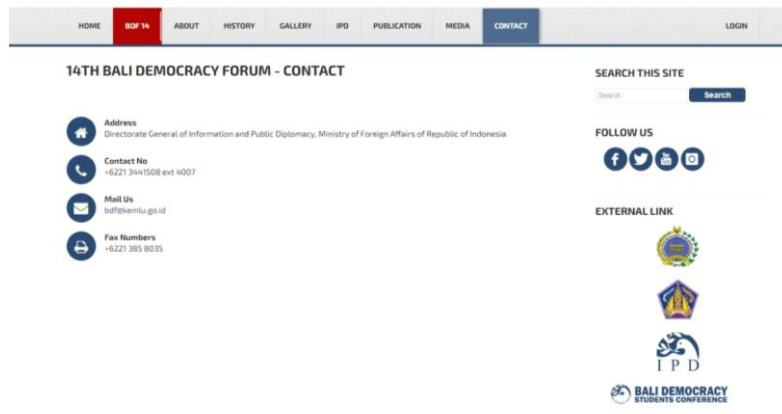 HOME BDF 14 ABOUT HISTORY GALLERY IPD PUBLICATION MEDIA CONTACT LOGIN
14TH BALI DEMOCRACY FORUM - CONTACT
Address
Directorate General of Information and Public Diplomacy, Ministry of Foreign Affairs of Republic of Indonesia
Contact No
+6221 3441508 ext 4007
Mail Us
bdf@kemlu.go.id
Fax Numbers
+6221 385 8035
SEARCH THIS SITE
Search Search
FOLLOW US
EXTERNAL LINK
I P D
BALI DEMOCRACY
STUDENTS CONFERENCE